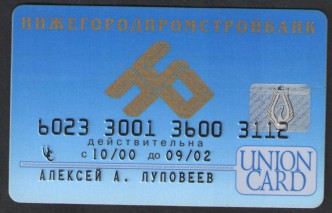 НИЖЕГОРОДПРОМСТРОЙБАНК
6023 3001 3600 3112
ДЕЙСТВИТЕЛЬНА
С 10/00 ДО 09/02
АЛЕКСЕЙ А. ЛУПОВЕЕВ
UNION
CARD